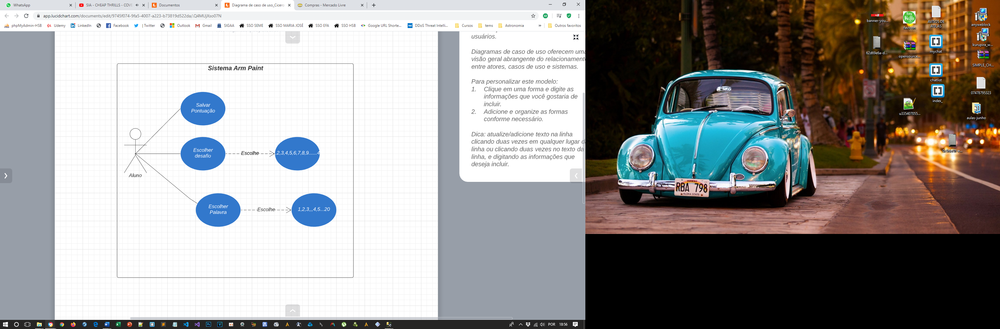 WhatsApp
SIA - CHEAP THRILLS - COVE
Documentos
Diagrama de caso de uso_Cicero
Compras - Mercado Livre
app.lucidchart.com/documents/edit/9745f074-9fa5-4007-a223-b73819d522da/.Q4MUjXso07N
phpMyAdmin-HSB
Udemy
LinkedIn
Facebook
| Twitter
Outlook
Gmail
SIGAA
SSO SEME
SSO MARIA JOSÉ
SSO EFA
SSO HSB
Google URL Shorte...
DDoS Threat Intelli...
Cursos
tems
Astronomia
»
Outros favoritos
Sistema Arm Paint
Salvar
Pontuação
Escolher
desafio
Escolhe
,2,3,4,5,6,7,8,9......4
Aluno
Escolher
Palavra
Escolhe
1,2,3,,,4,5...20
usuários.
Diagramas de caso de uso oferecem uma
visão geral abrangente do relacionamento
entre atores, casos de uso e sistemas.
Para personalizar este modelo:
1. Clique em uma forma e digite as
informações que você gostaria de
incluir.
2. Adicione e organize as formas
conforme necessário.
Dica: atualize/adicione texto na linha
clicando duas vezes em qualquer lugar da
linha ou clicando duas vezes no texto da
linha, e digitando as informações que
deseja incluir.
POR
18:56
banner-you...
Say
Hello
favicon
AVISOS DE
AULAS
anyweblock
62d69e6a-d...
opensource...
mychat
kurupira_w...
SIMPLE_CH...
chatlist
07478795323
index_
u335407055...
aulas-junho
HAWAII
RBA 798
ALOHA STATE